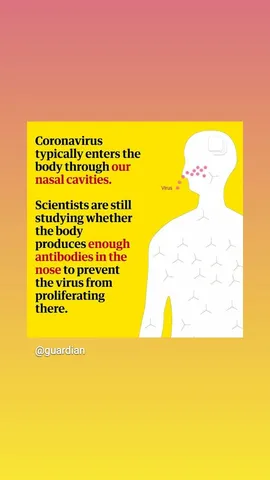 Coronavirus
typically enters the
body through our
nasal cavities.
Scientists are still
studying whether
the body
produces enough
antibodies in the
nose to prevent
the virus from
proliferating
there.
Virus
@guardian